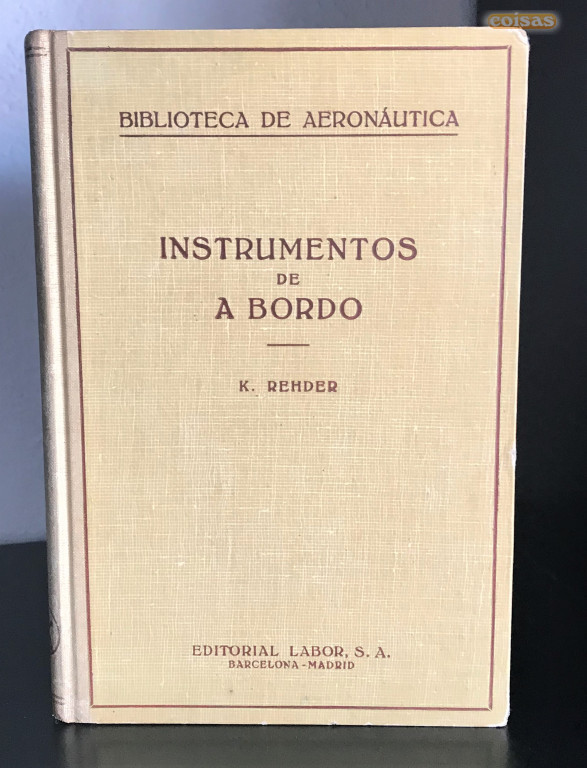 coisas
BIBLIOTECA DE AERONÁUTICA
INSTRUMENTOS
DE
A BORDO
K. REHDER
EDITORIAL LABOR, S. A.
BARCELONA-MADRID